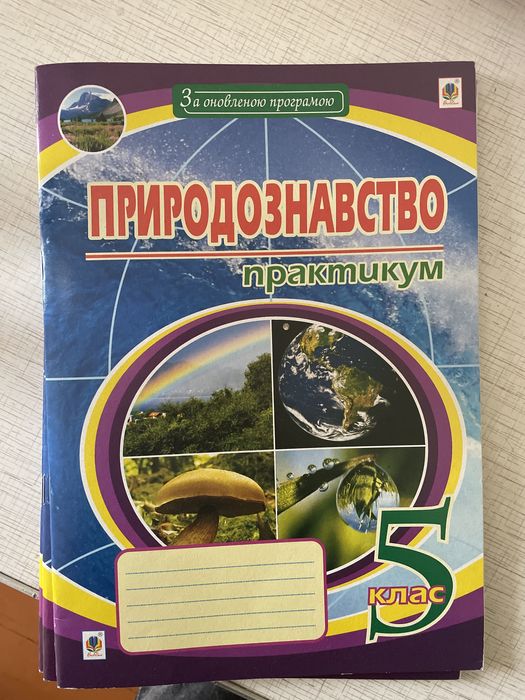 За оновленою програмою
ПРИРОДОЗНАВСТВО
практикум
5
клас